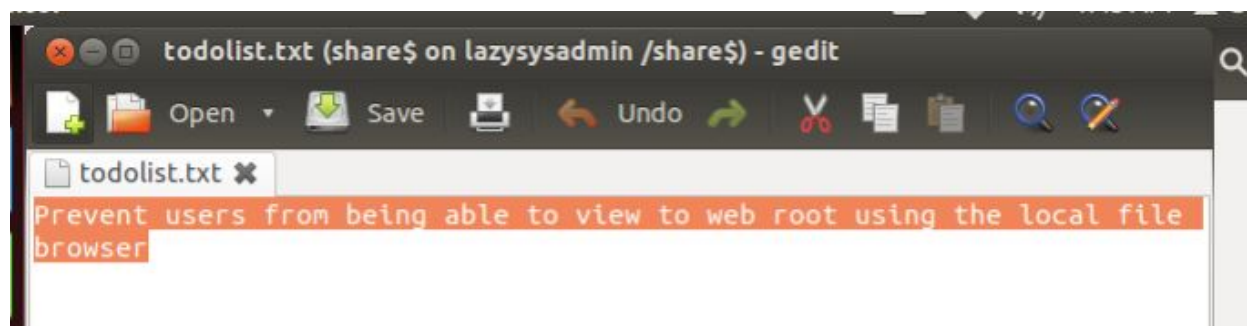 todolist.txt (share$ on lazysysadmin /share$) - gedit
Open Save Undo
todolist.txt
Prevent users from being able to view to web root using the local file
browser